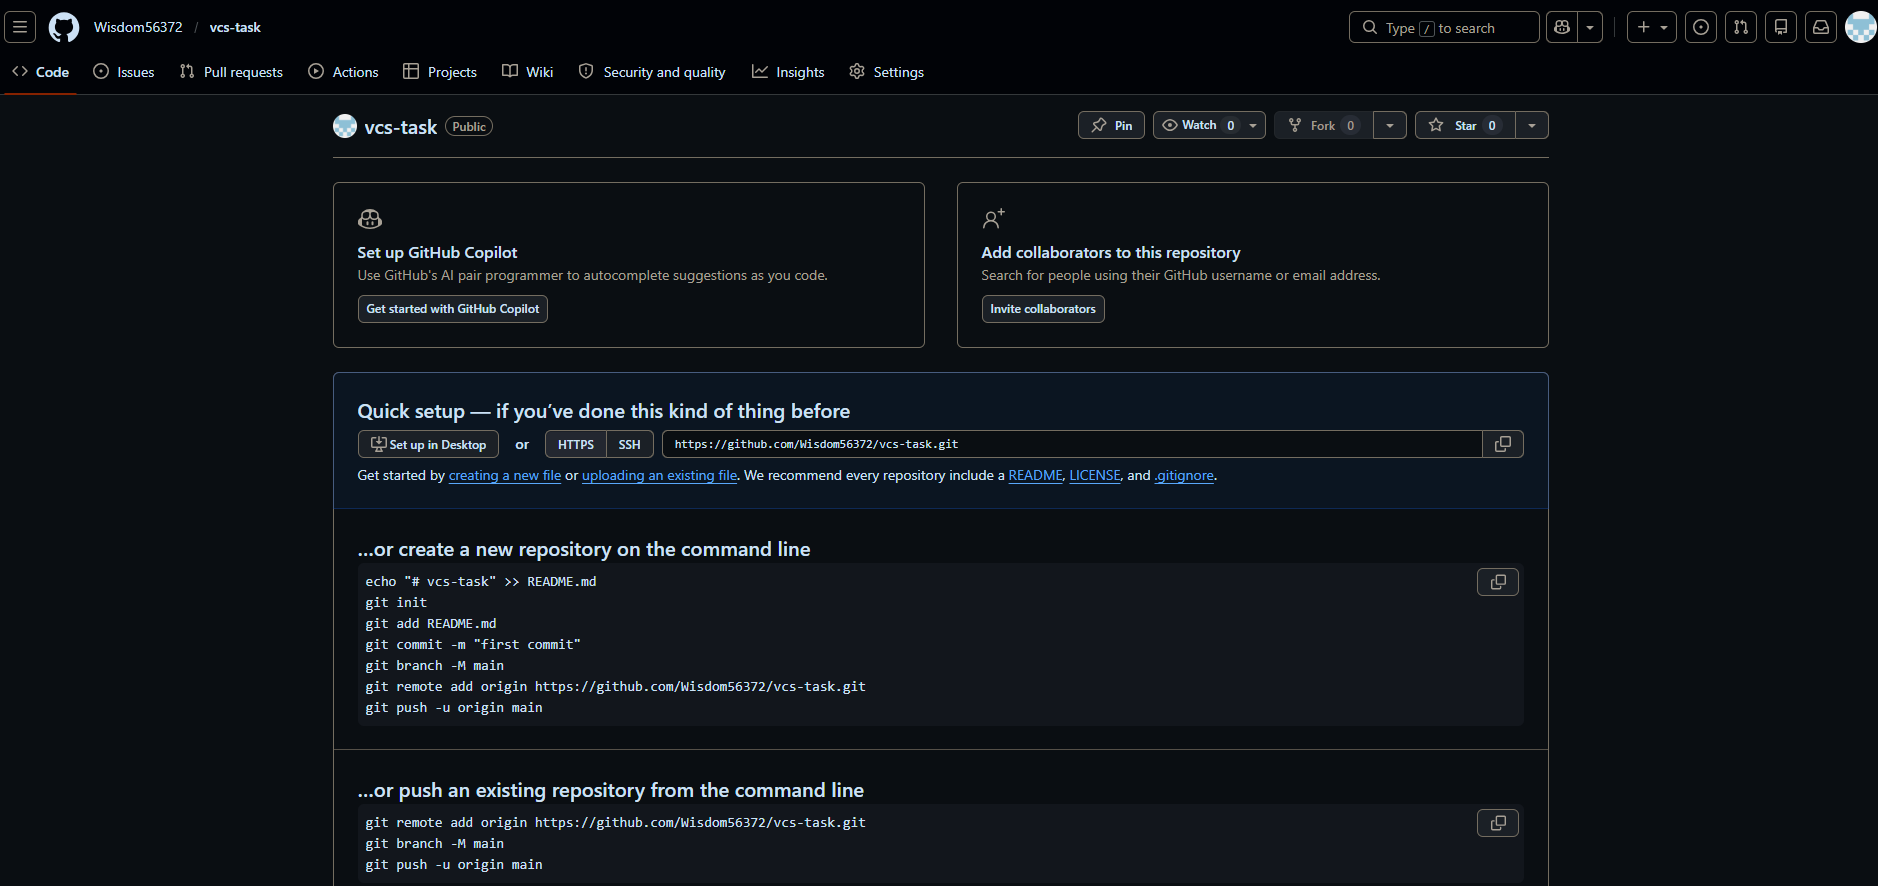 Wisdom56372 / vcs-task
Type / to search
Code Issues Pull requests Actions Projects Wiki Security and quality Insights Settings
vcs-task Public
Pin Watch 0 Fork 0 Star 0
Set up GitHub Copilot
Use GitHub's AI pair programmer to autocomplete suggestions as you code.
Get started with GitHub Copilot
Add collaborators to this repository
Search for people using their GitHub username or email address.
Invite collaborators
Quick setup — if you’ve done this kind of thing before
Set up in Desktop or HTTPS SSH https://github.com/Wisdom56372/vcs-task.git
Get started by creating a new file or uploading an existing file. We recommend every repository include a README, LICENSE, and .gitignore.
…or create a new repository on the command line
echo "# vcs-task" >> README.md
git init
git add README.md
git commit -m "first commit"
git branch -M main
git remote add origin https://github.com/Wisdom56372/vcs-task.git
git push -u origin main
…or push an existing repository from the command line
git remote add origin https://github.com/Wisdom56372/vcs-task.git
git branch -M main
git push -u origin main